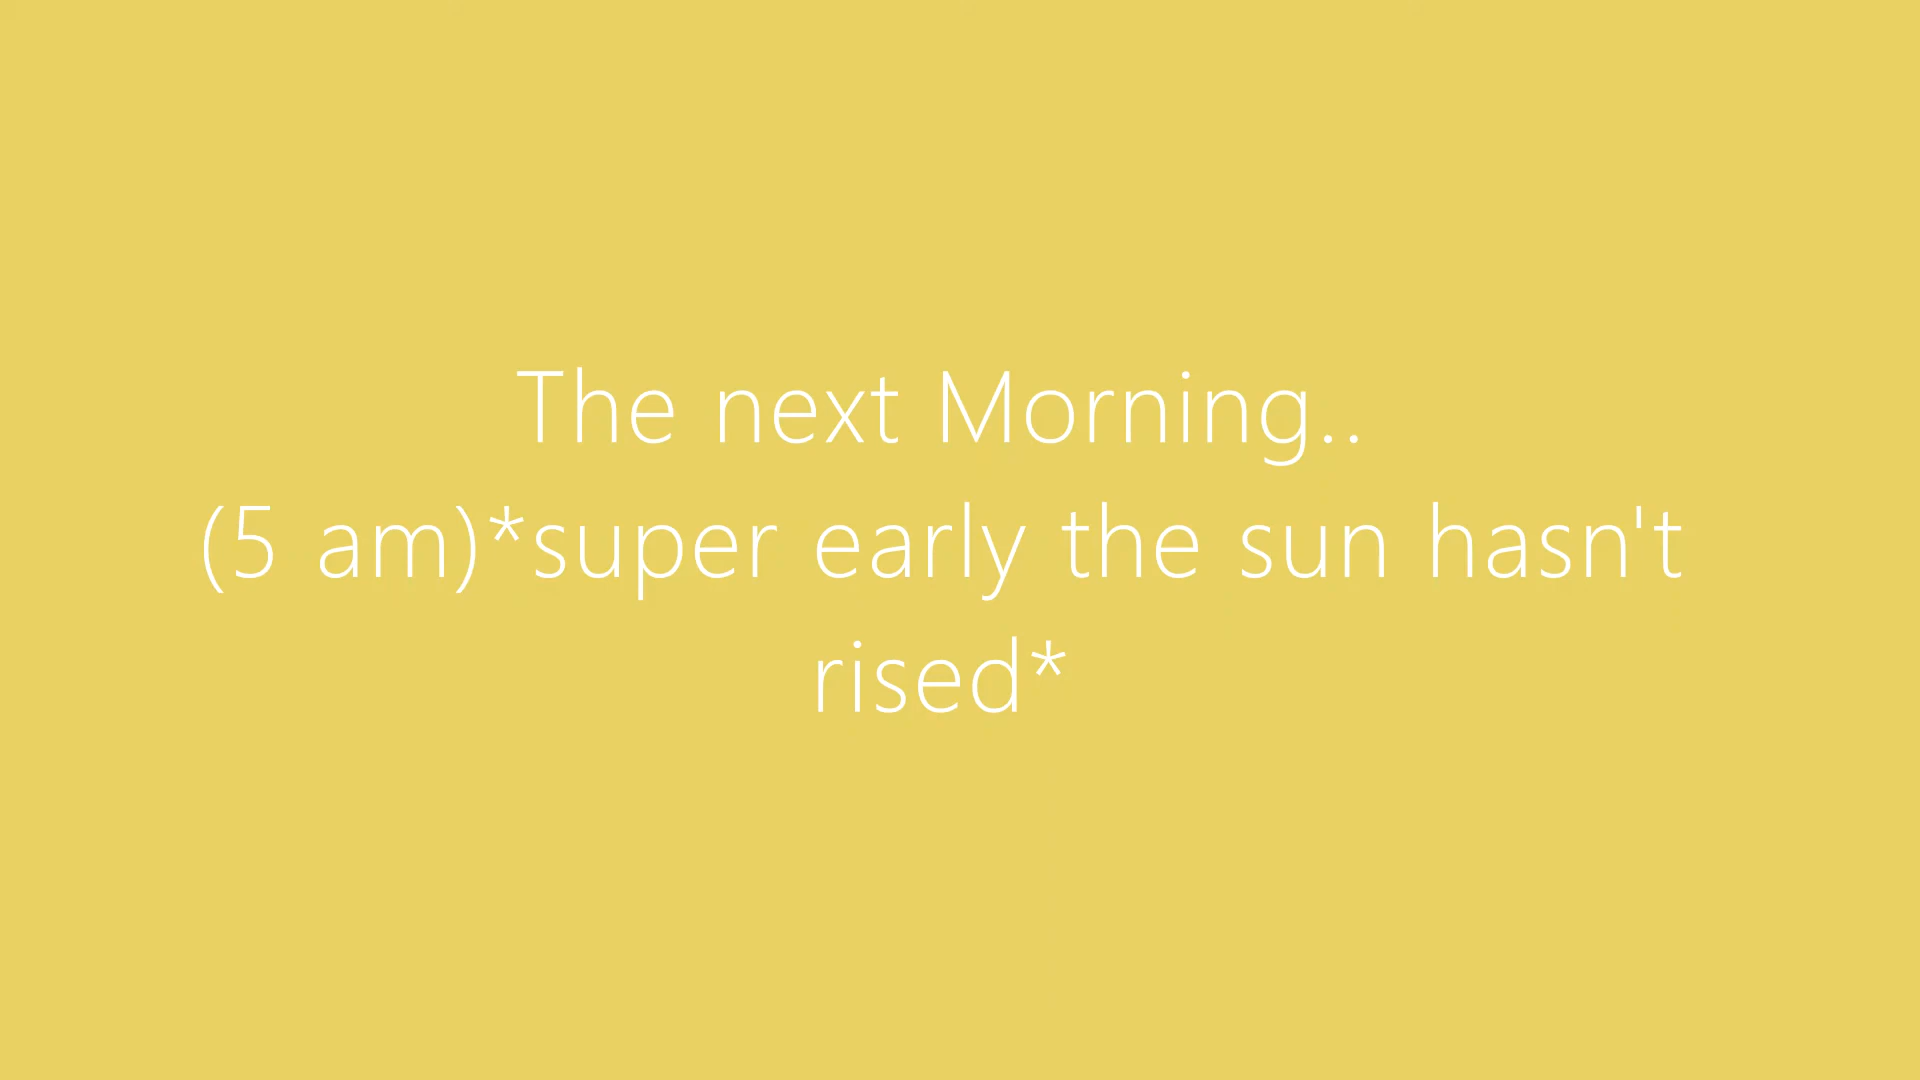 The next Morning..
(5 am)*super early the sun hasn't
rised*